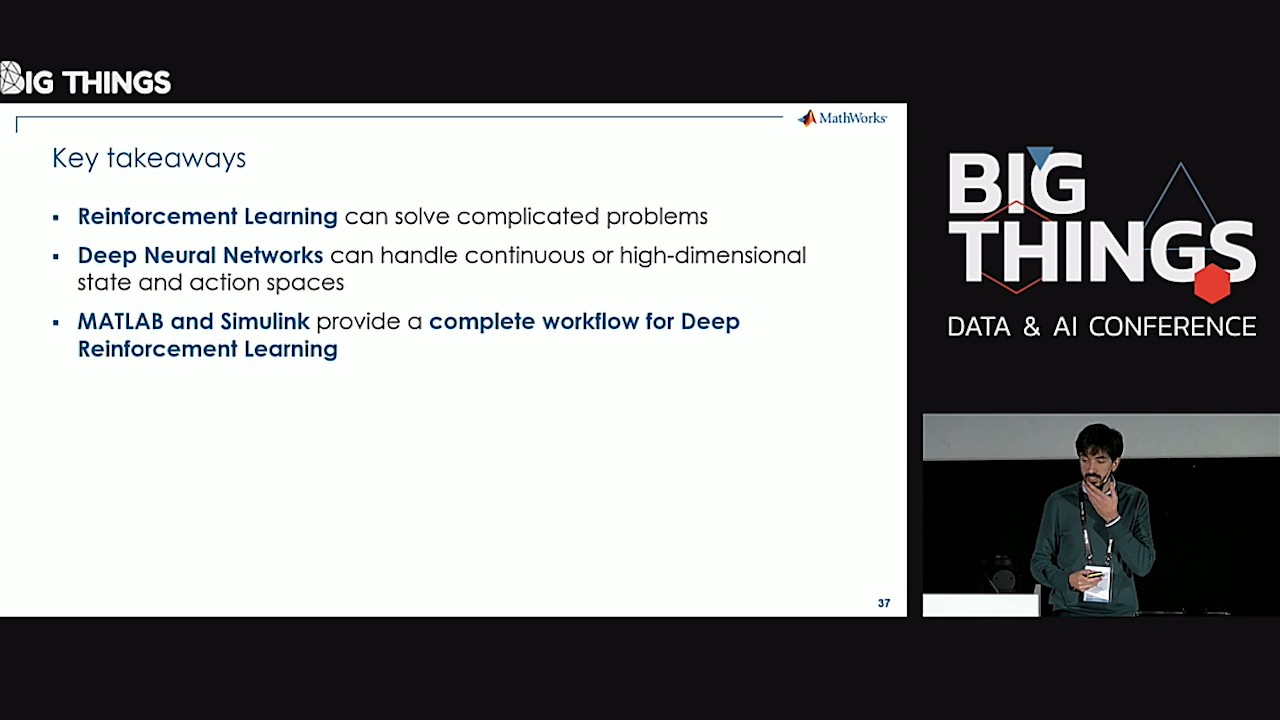 BIG THINGS
MathWorks
Key takeaways
▪ Reinforcement Learning can solve complicated problems
▪ Deep Neural Networks can handle continuous or high-dimensional
state and action spaces
▪ MATLAB and Simulink provide a complete workflow for Deep
Reinforcement Learning
37
BIG
THINGS
DATA & AI CONFERENCE